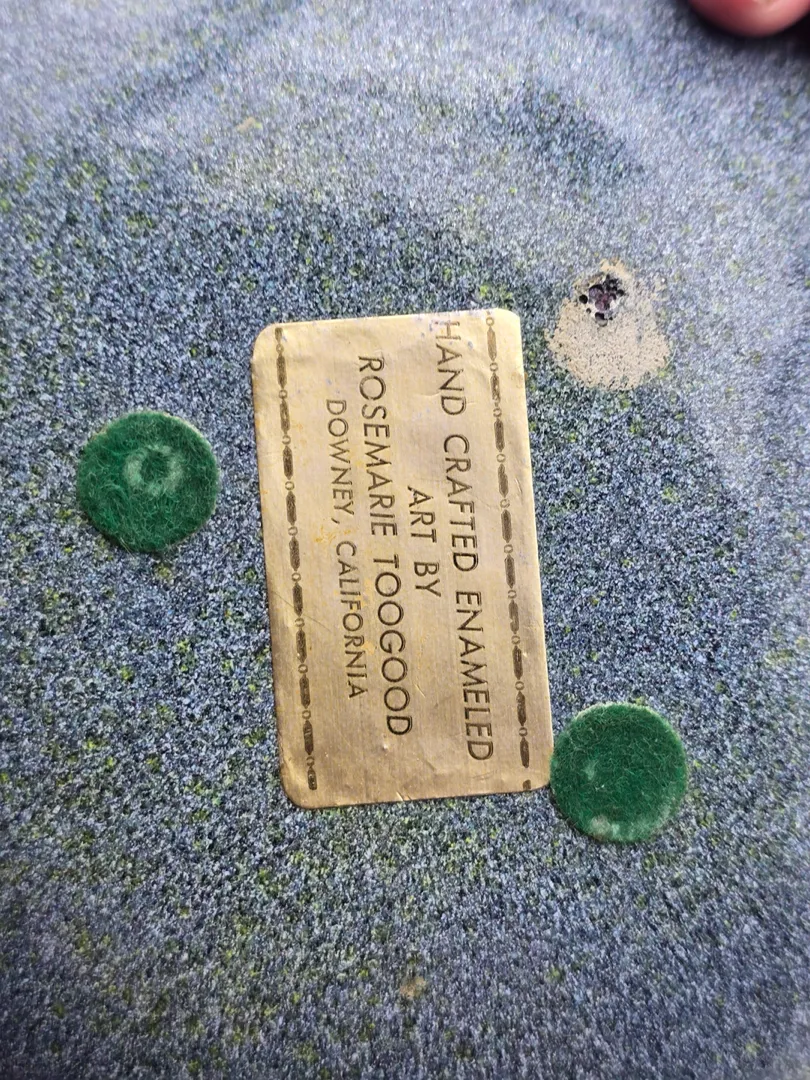 HAND CRAFTED ENAMELED
ART BY
ROSEMARIE TOOGOOD
DOWNEY, CALIFORNIA